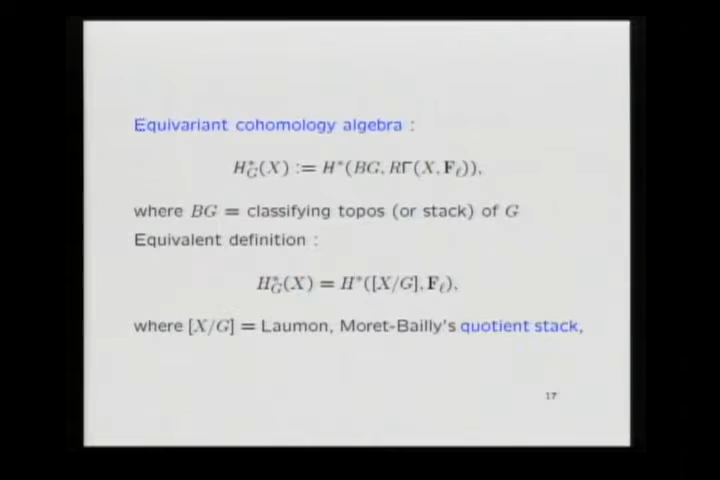 Equivariant cohomology algebra :
H*_G(X) := H*(BG, RΓ(X, F_ℓ)),
where BG = classifying topos (or stack) of G
Equivalent definition :
H*_G(X) = H*([X/G], F_ℓ),
where [X/G] = Laumon, Moret-Bailly's quotient stack,
17